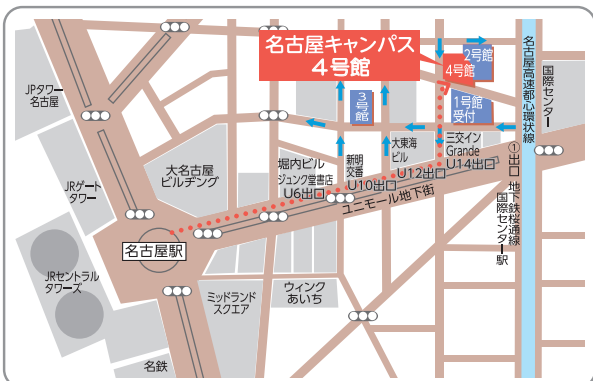 名古屋キャンパス
4号館
2号館
4号館
1号館
受付
3号館
名古屋高速都心環状線
国際センター
JPタワー
名古屋
大名古屋
ビルヂング
堀内ビル
ジュンク堂書店
U6出口
新明
交番
U10出口
大東海
ビル
U12出口
三交イン
Grande
U14出口
①出口 地下鉄桜通線
国際センター駅
ユニモール地下街
JRゲート
タワー
名古屋駅
JRセントラル
タワーズ
ミッドランド
スクエア
ウィンク
あいち
名鉄